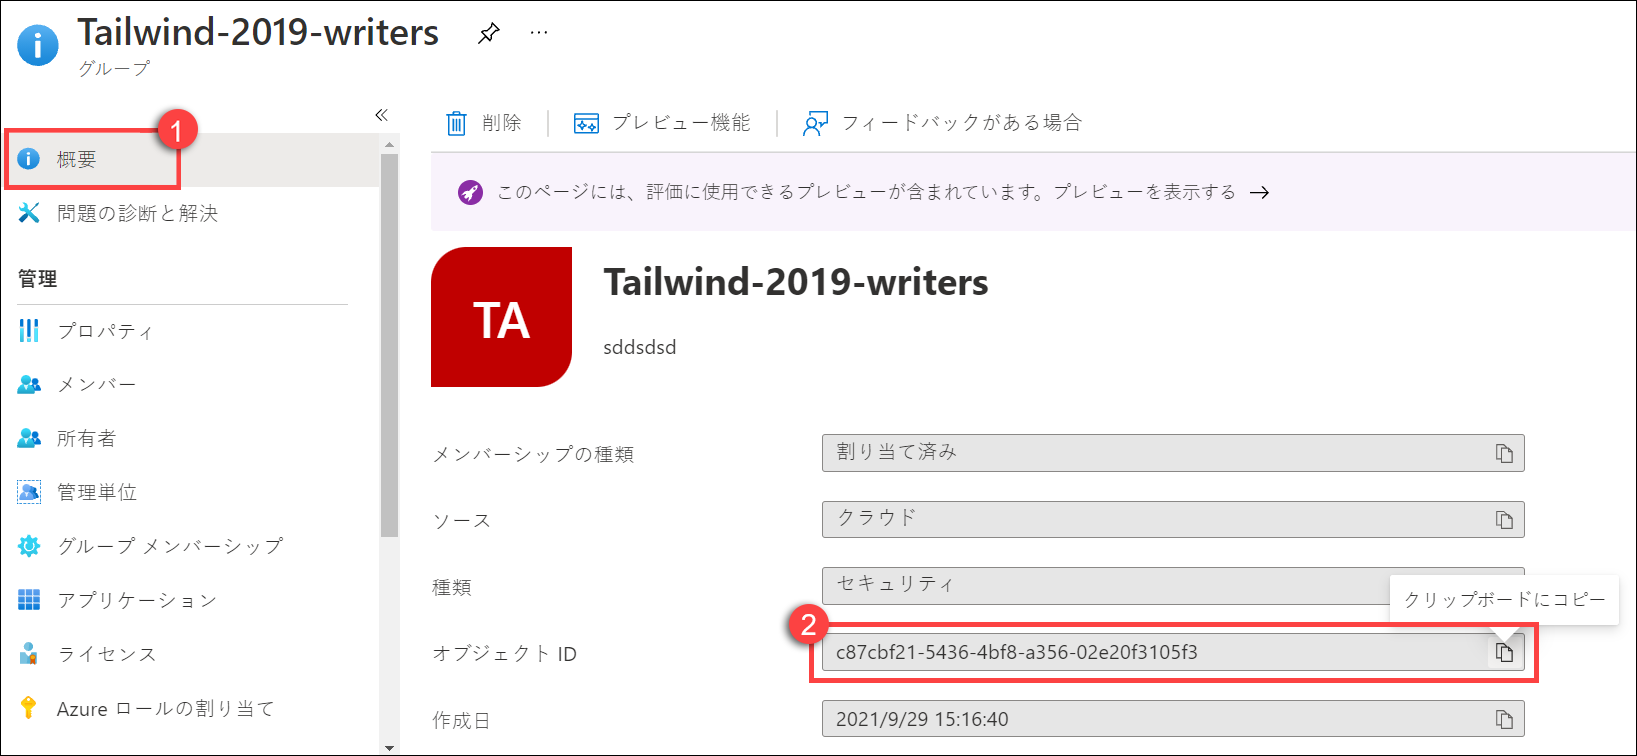 Tailwind-2019-writers
グループ
概要
1
問題の診断と解決
管理
プロパティ
メンバー
所有者
管理単位
グループ メンバーシップ
アプリケーション
ライセンス
Azure ロールの割り当て
削除
プレビュー機能
フィードバックがある場合
このページには、評価に使用できるプレビューが含まれています。プレビューを表示する →
TA
Tailwind-2019-writers
sddsdsd
メンバーシップの種類
割り当て済み
ソース
クラウド
種類
セキュリティ
クリップボードにコピー
2
オブジェクト ID
c87cbf21-5436-4bf8-a356-02e20f3105f3
作成日
2021/9/29 15:16:40